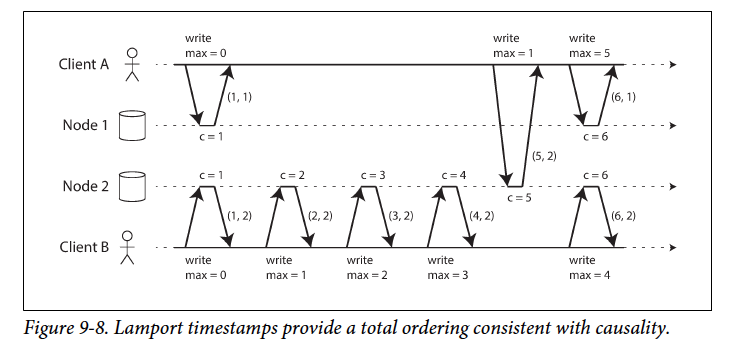 write write write
max = 0 max = 1 max = 5
Client A
(1, 1) (6, 1)
Node 1
c = 1 c = 6
(5, 2)
c = 1 c = 2 c = 3 c = 4 c = 6
Node 2
c = 5
(1, 2) (2, 2) (3, 2) (4, 2) (6, 2)
Client B
write write write write write
max = 0 max = 1 max = 2 max = 3 max = 4
Figure 9-8. Lamport timestamps provide a total ordering consistent with causality.